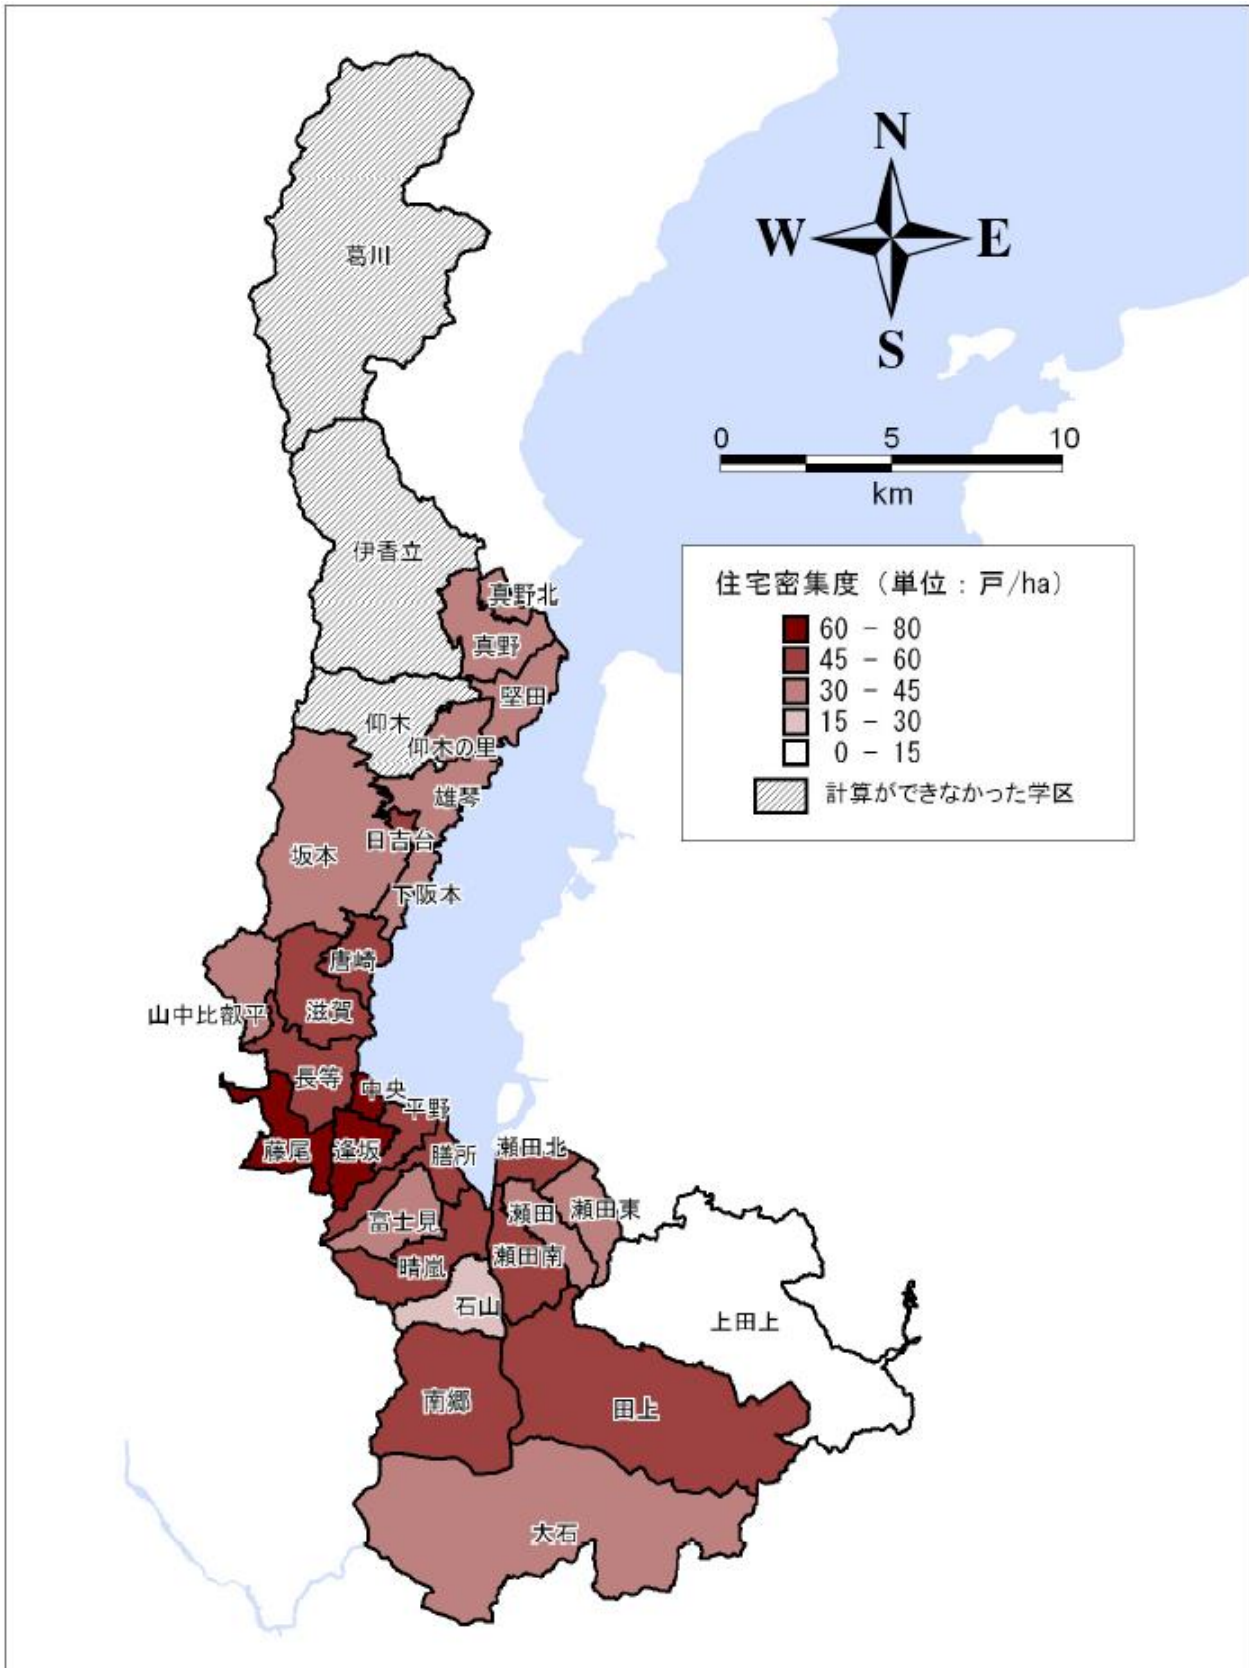 N
W E
S
0 5 10
km
住宅密集度（単位：戸/ha）
60 － 80
45 － 60
30 － 45
15 － 30
0 － 15
計算ができなかった学区
葛川
伊香立
真野北
真野
堅田
仰木
仰木の里
雄琴
日吉台
坂本
下阪本
唐崎
滋賀
山中比叡平
長等
中央
平野
藤尾
逢坂
膳所
瀬田北
富士見
瀬田
瀬田東
晴嵐
瀬田南
石山
上田上
南郷
田上
大石